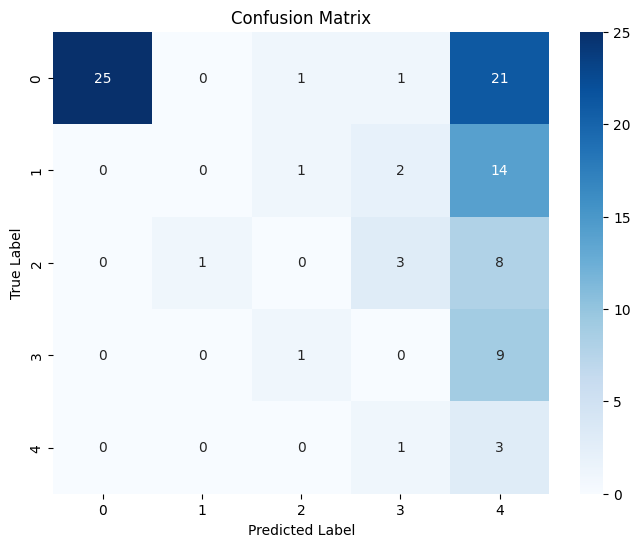 Confusion Matrix
0 25 0 1 1 21
1 0 0 1 2 14
2 0 1 0 3 8
3 0 0 1 0 9
4 0 0 0 1 3
0 1 2 3 4
Predicted Label
True Label
25
20
15
10
5
0